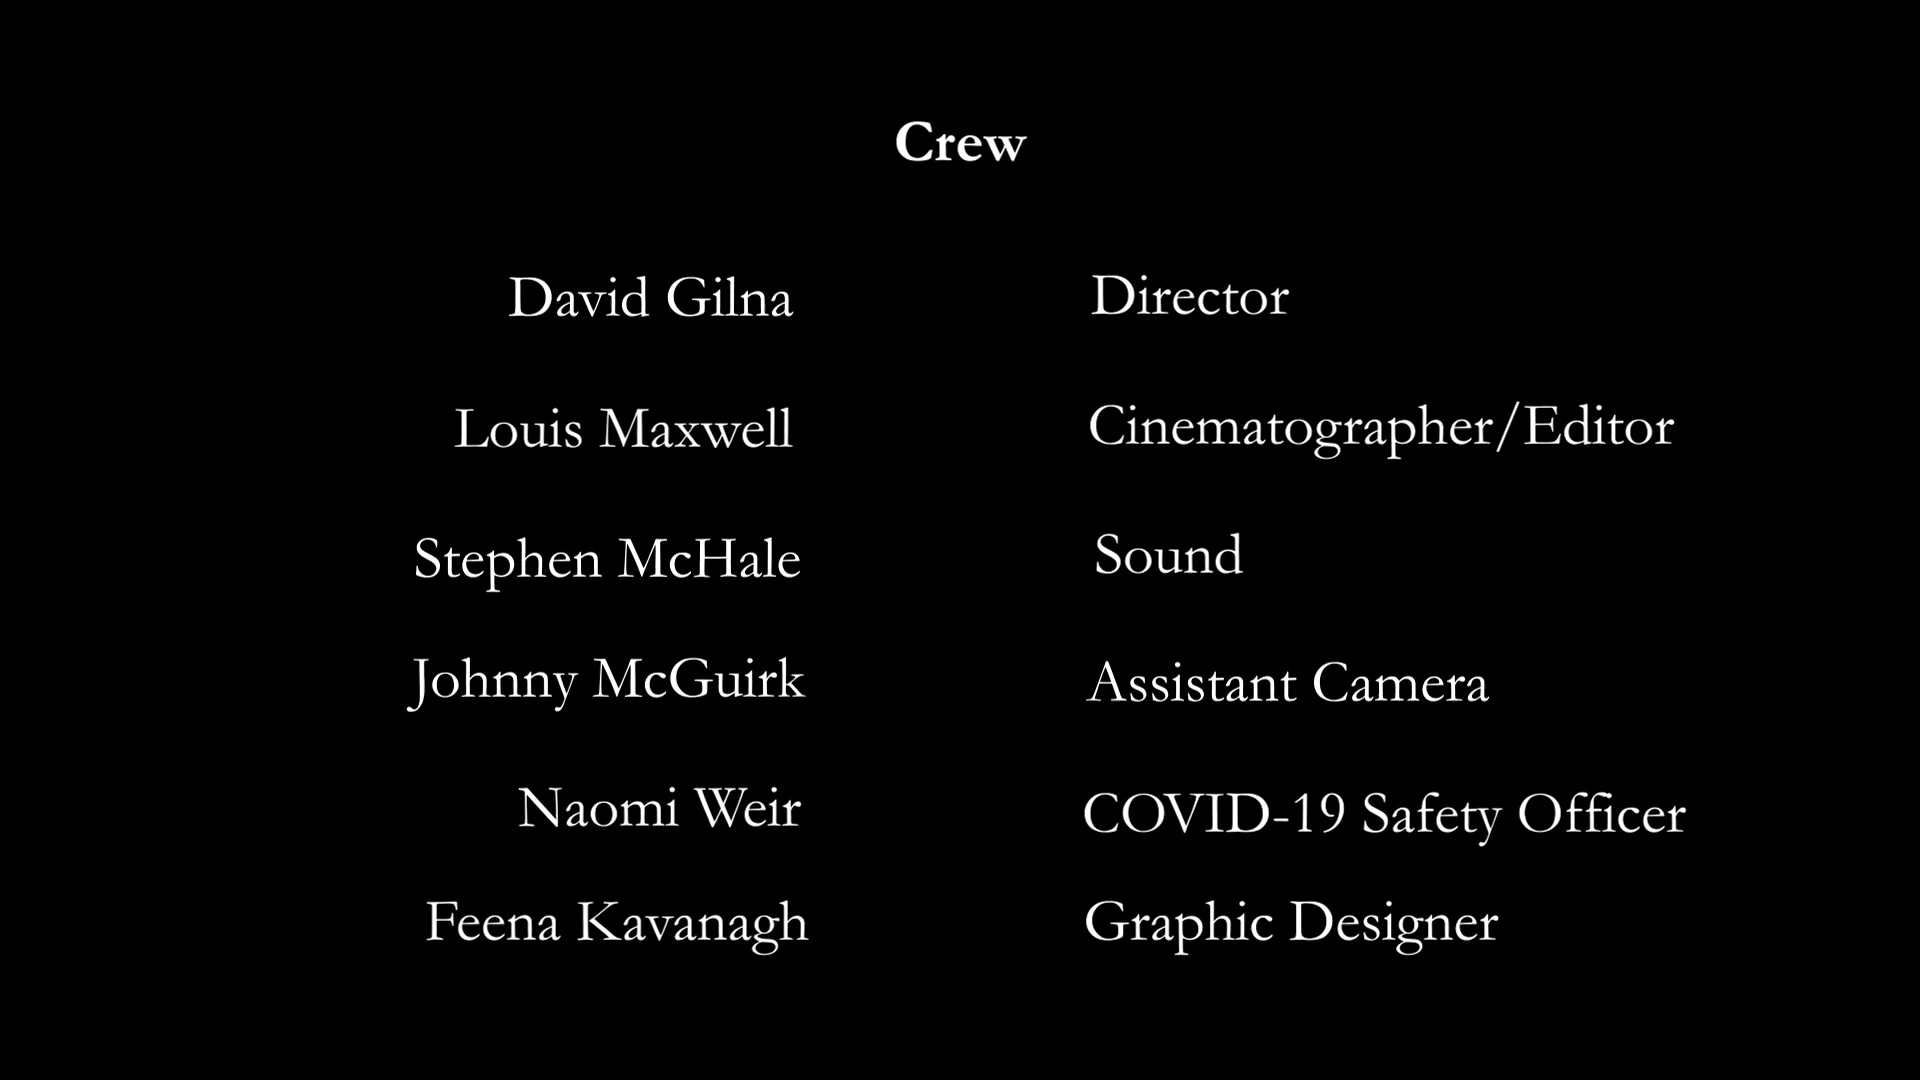 Crew
David Gilna Director
Louis Maxwell Cinematographer/Editor
Stephen McHale Sound
Johnny McGuirk Assistant Camera
Naomi Weir COVID-19 Safety Officer
Feena Kavanagh Graphic Designer